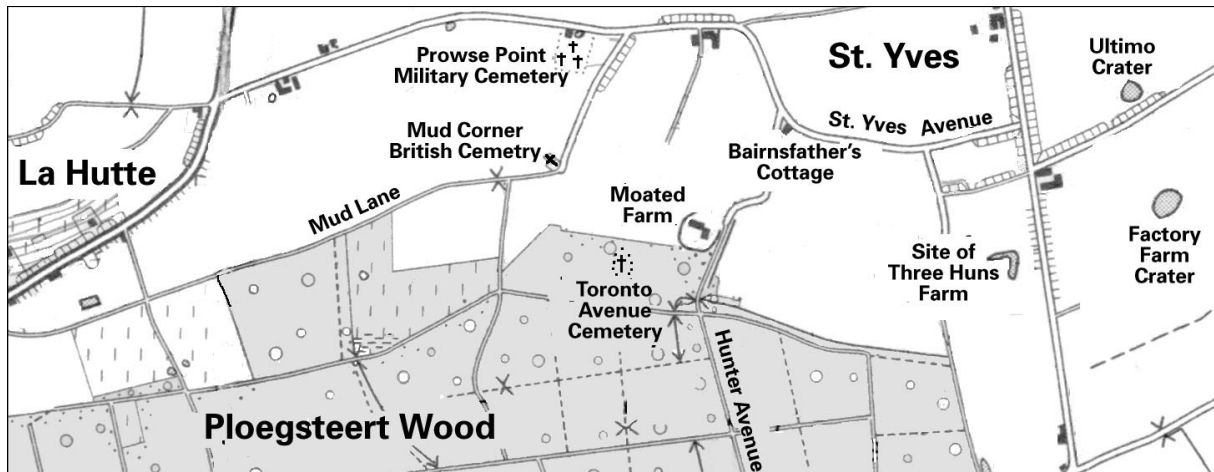 Prowse Point
Military Cemetery
St. Yves
Ultimo
Crater
St. Yves Avenue
Mud Corner
British Cemetry
Bairnsfather's
Cottage
La Hutte
Mud Lane
Moated
Farm
Site of
Three Huns
Farm
Factory
Farm
Crater
Toronto
Avenue
Cemetery
Hunter Avenue
Ploegsteert Wood